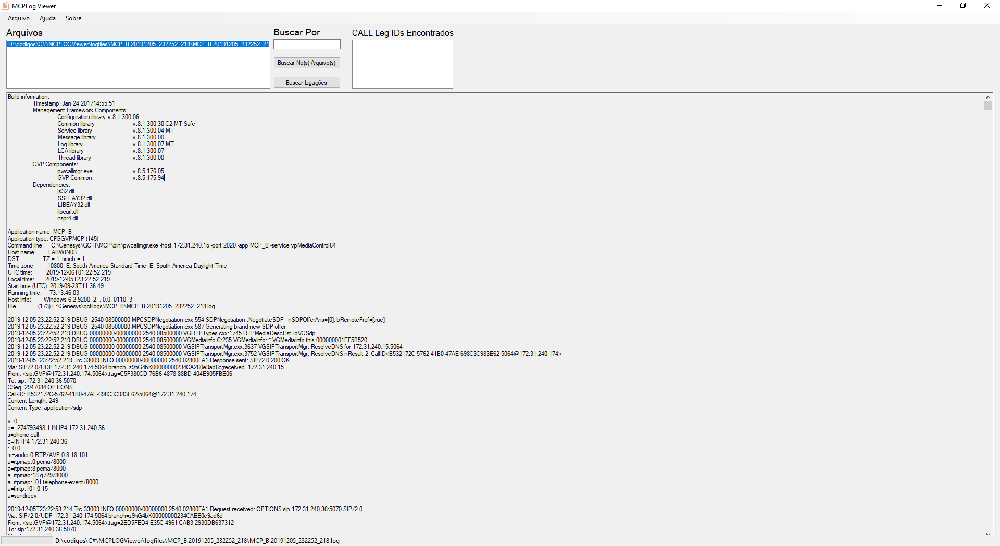 MCPLog Viewer
Arquivo Ajuda Sobre
Arquivos
Buscar Por
CALL Leg IDs Encontrados
D:\codigos\C#\MCPLOGViewer\logfiles\MCP_B.20191205_232252_218\MCP_B.20191205_232252_21
Buscar No(s) Arquivo(s)
Buscar Ligações
Build information:
Timestamp: Jan 24 201714:55:51
Management Framework Components:
Configuration library v.8.1.300.06
Common library v.8.1.300.30 C2 MT-Safe
Service library v.8.1.300.04 MT
Message library v.8.1.300.00
Log library v.8.1.300.07 MT
LCA library v.8.1.300.07
Thread library v.8.1.300.00
GVP Components:
pwcallmgr.exe v.8.5.176.05
GVP Common v.8.5.175.94
Dependencies:
js32.dll
SSLEAY32.dll
LIBEAY32.dll
libcurl.dll
nspr4.dll
Application name: MCP_B
Application type: CFGGVPMCP (145)
Command line: C:\Genesys\GCTI\MCP\bin\pwcallmgr.exe -host 172.31.240.15 -port 2020 -app MCP_B -service vpMediaControl64
Host name: LABWIN03
DST: TZ = 1, timeb = 1
Time zone: 10800, E. South America Standard Time, E. South America Daylight Time
UTC time: 2019-12-06T01:22:52.219
Local time: 2019-12-05T23:22:52.219
Start time (UTC): 2019-09-23T11:36:49
Running time: 73:13:46:03
Host info: Windows 6.2.9200, 2, , 0.0, 0110, 3
File: (173) E:\Genesys\gctilogs\MCP_B\MCP_B.20191205_232252_218.log
2019-12-05 23:22:52.219 DBUG 2540 08500000 MPCSDPNegotiation.cxx:554 SDPNegotiation::NegotiateSDP - nSDPOfferAns=[0], bRemotePref=[true]
2019-12-05 23:22:52.219 DBUG 2540 08500000 MPCSDPNegotiation.cxx:587 Generating brand new SDP offer
2019-12-05 23:22:52.219 DBUG 00000000-00000000 2540 08500000 VGRTPTypes.cxx:1745 RTPMediaDescListToVGSdp
2019-12-05 23:22:52.219 DBUG 00000000-00000000 2540 08500000 VGMediaInfo.C:235 VGMediaInfo::~VGMediaInfo this 000000001EF5B520
2019-12-05 23:22:52.219 DBUG 00000000-00000000 2540 08500000 VGSIPTransportMgr.cxx:3637 VGSIPTransportMgr::ResolveDNS for 172.31.240.15:5064
2019-12-05 23:22:52.219 DBUG 00000000-00000000 2540 08500000 VGSIPTransportMgr.cxx:3752 VGSIPTransportMgr::ResolveDNS nResult 2; CallID<B532172C-5762-41B0-47AE-698C3C983E62-5064@172.31.240.174>
2019-12-05T23:22:52.219 Trc 33009 INFO 00000000-00000000 2540 02800FA1 Response sent: SIP/2.0 200 OK
Via: SIP/2.0/UDP 172.31.240.174:5064;branch=z9hG4bK00000000234CA280e9ad6c;received=172.31.240.15
From: <sip:GVP@172.31.240.174:5064>;tag=C5F380CD-76B6-4878-88BD-404E905FBE06
To: sip:172.31.240.36:5070
CSeq: 2947084 OPTIONS
Call-ID: B532172C-5762-41B0-47AE-698C3C983E62-5064@172.31.240.174
Content-Length: 249
Content-Type: application/sdp
v=0
o=- 274793498 1 IN IP4 172.31.240.36
s=phone-call
c=IN IP4 172.31.240.36
t=0 0
m=audio 0 RTP/AVP 0 8 18 101
a=rtpmap:0 pcmu/8000
a=rtpmap:8 pcma/8000
a=rtpmap:18 g729/8000
a=rtpmap:101 telephone-event/8000
a=fmtp:101 0-15
a=sendrecv
2019-12-05T23:22:53.214 Trc 33009 INFO 00000000-00000000 2540 02800FA1 Request received: OPTIONS sip:172.31.240.36:5070 SIP/2.0
Via: SIP/2.0/UDP 172.31.240.174:5064;branch=z9hG4bK00000000234CAEE0e9ad6d
From: <sip:GVP@172.31.240.174:5064>;tag=2ED5FED4-E35C-4961-CAB3-2930DB637312
To: sip:172.31.240.36:5070
D:\codigos\C#\MCPLOGViewer\logfiles\MCP_B.20191205_232252_218\MCP_B.20191205_232252_218.log